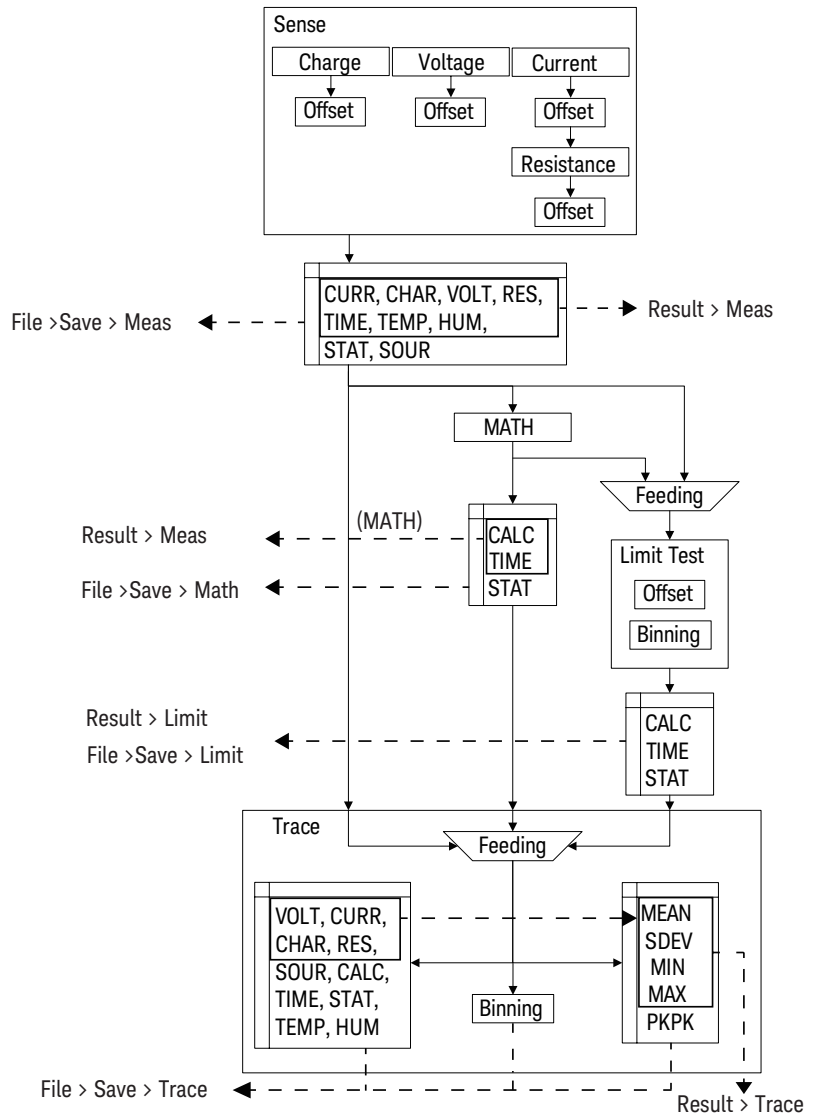 Sense
Charge
Voltage
Current
Offset
Offset
Offset
Resistance
Offset
CURR, CHAR, VOLT, RES,
TIME, TEMP, HUM,
STAT, SOUR
File >Save > Meas
Result > Meas
MATH
Feeding
(MATH)
Result > Meas
CALC
TIME
STAT
File >Save > Math
Limit Test
Offset
Binning
Result > Limit
File >Save > Limit
CALC
TIME
STAT
Trace
Feeding
VOLT, CURR,
CHAR, RES,
SOUR, CALC,
TIME, STAT,
TEMP, HUM
Binning
MEAN
SDEV
MIN
MAX
PKPK
File > Save > Trace
Result > Trace